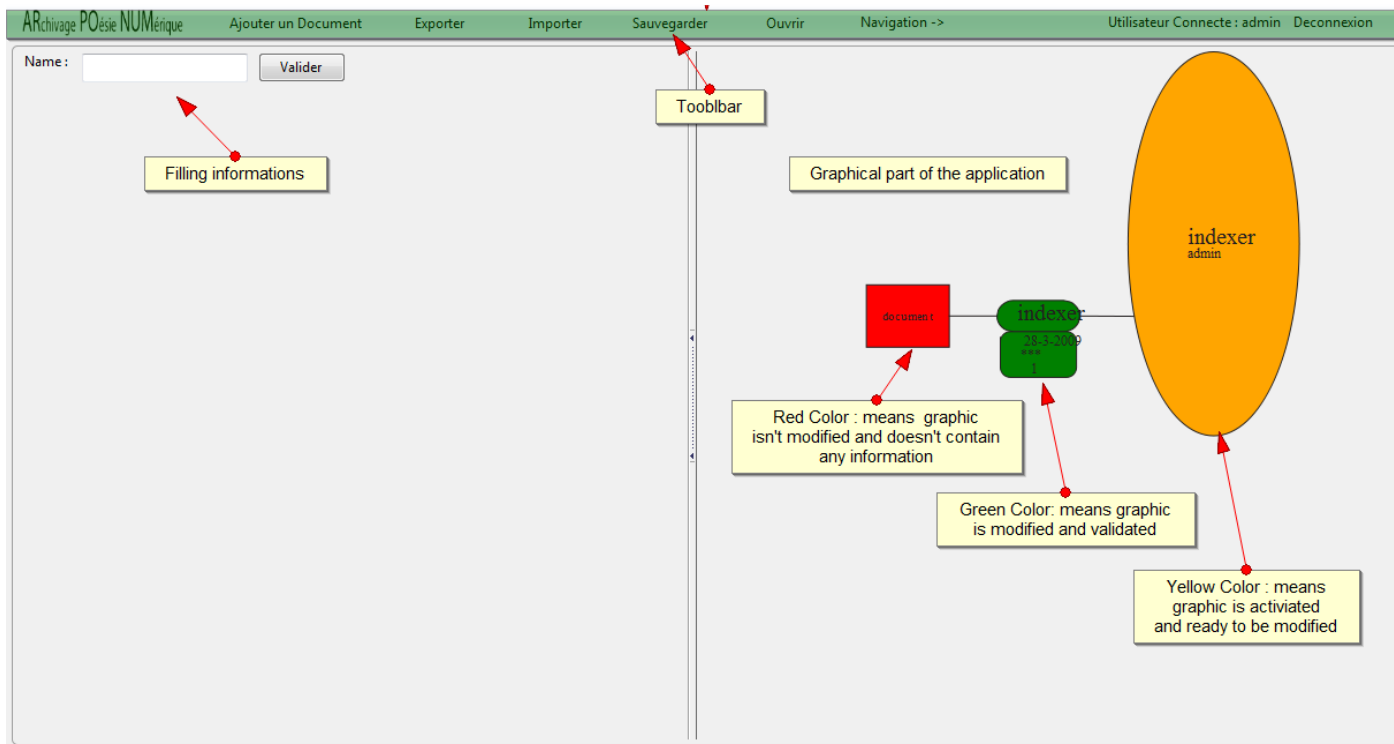 ARchivage POésie NUMérique Ajouter un Document Exporter Importer Sauvegarder Ouvrir Navigation -> Utilisateur Connecte : admin Deconnexion
Name : Valider
Tooblbar
Filling informations
Graphical part of the application
indexer
admin
document
indexer
28-3-2009
***
1
Red Color : means graphic
isn't modified and doesn't contain
any information
Green Color: means graphic
is modified and validated
Yellow Color : means
graphic is activiated
and ready to be modified